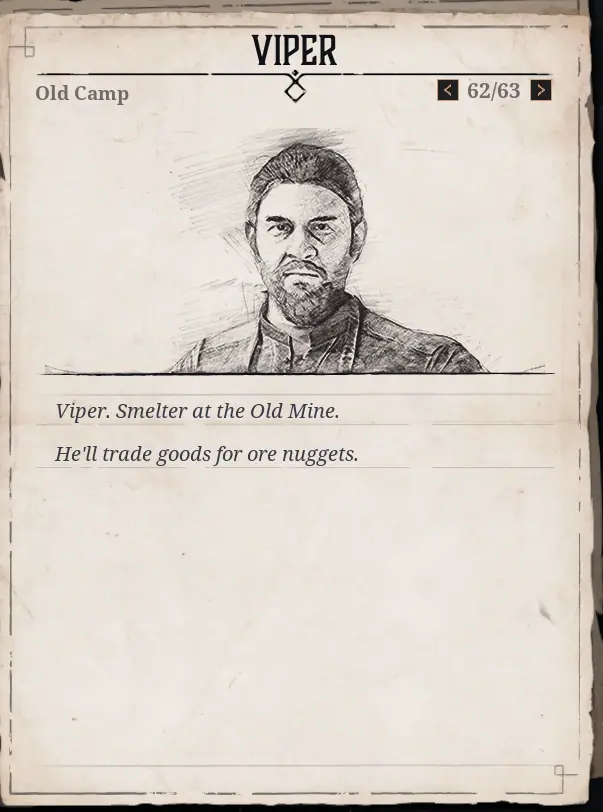 VIPER
Old Camp
< 62/63 >
Viper. Smelter at the Old Mine.
He'll trade goods for ore nuggets.